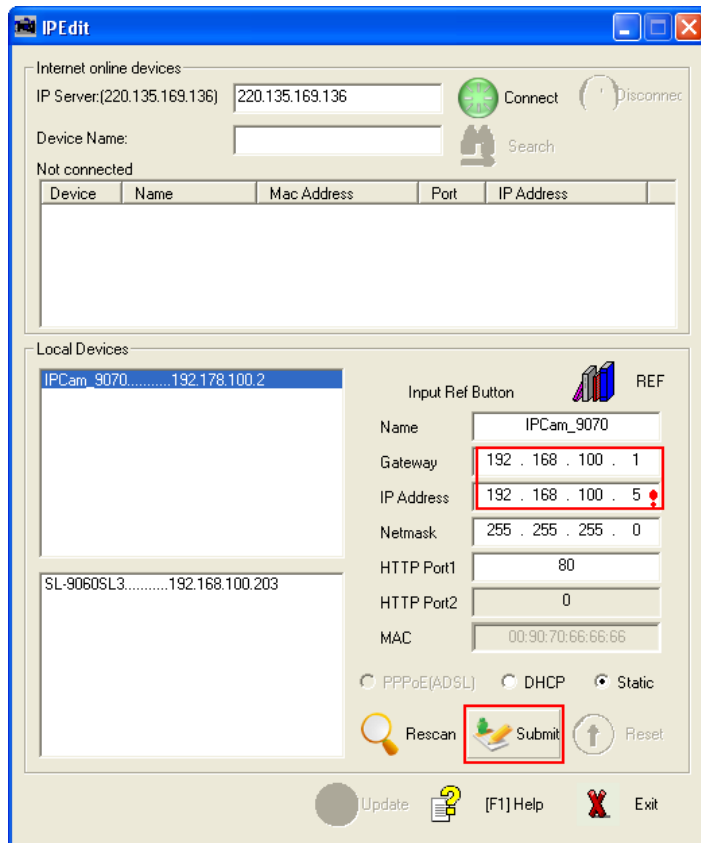 IPEdit
Internet online devices
IP Server:(220.135.169.136) 220.135.169.136 Connect Disconnec
Device Name: Search
Not connected
Device Name Mac Address Port IP Address
Local Devices
IPCam_9070..........192.178.100.2
Input Ref Button REF
Name IPCam_9070
Gateway 192 . 168 . 100 . 1
IP Address 192 . 168 . 100 . 5
Netmask 255 . 255 . 255 . 0
HTTP Port1 80
SL-9060SL3..........192.168.100.203
HTTP Port2 0
MAC 00:90:70:66:66:66
PPPoE(ADSL) DHCP Static
Rescan Submit Reset
Update [F1] Help Exit